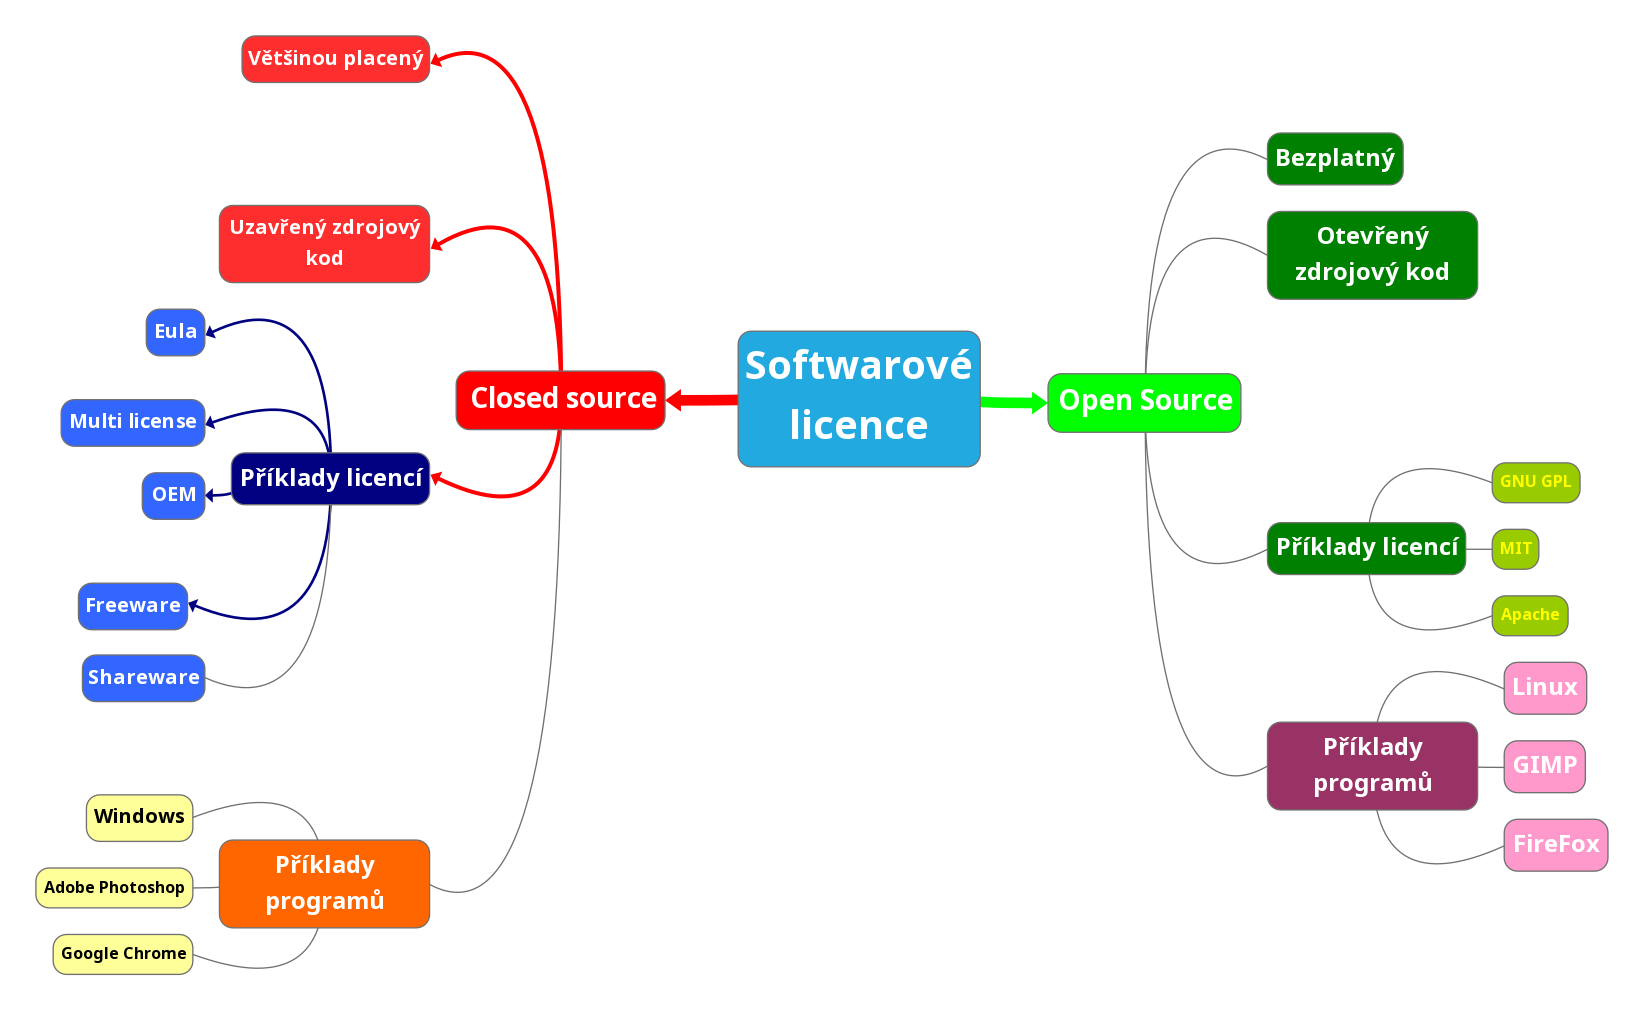 Softwarové
licence
Closed source
Většinou placený
Uzavřený zdrojový
kod
Příklady licencí
Eula
Multi license
OEM
Freeware
Shareware
Příklady
programů
Windows
Adobe Photoshop
Google Chrome
Open Source
Bezplatný
Otevřený
zdrojový kod
Příklady licencí
GNU GPL
MIT
Apache
Příklady
programů
Linux
GIMP
FireFox